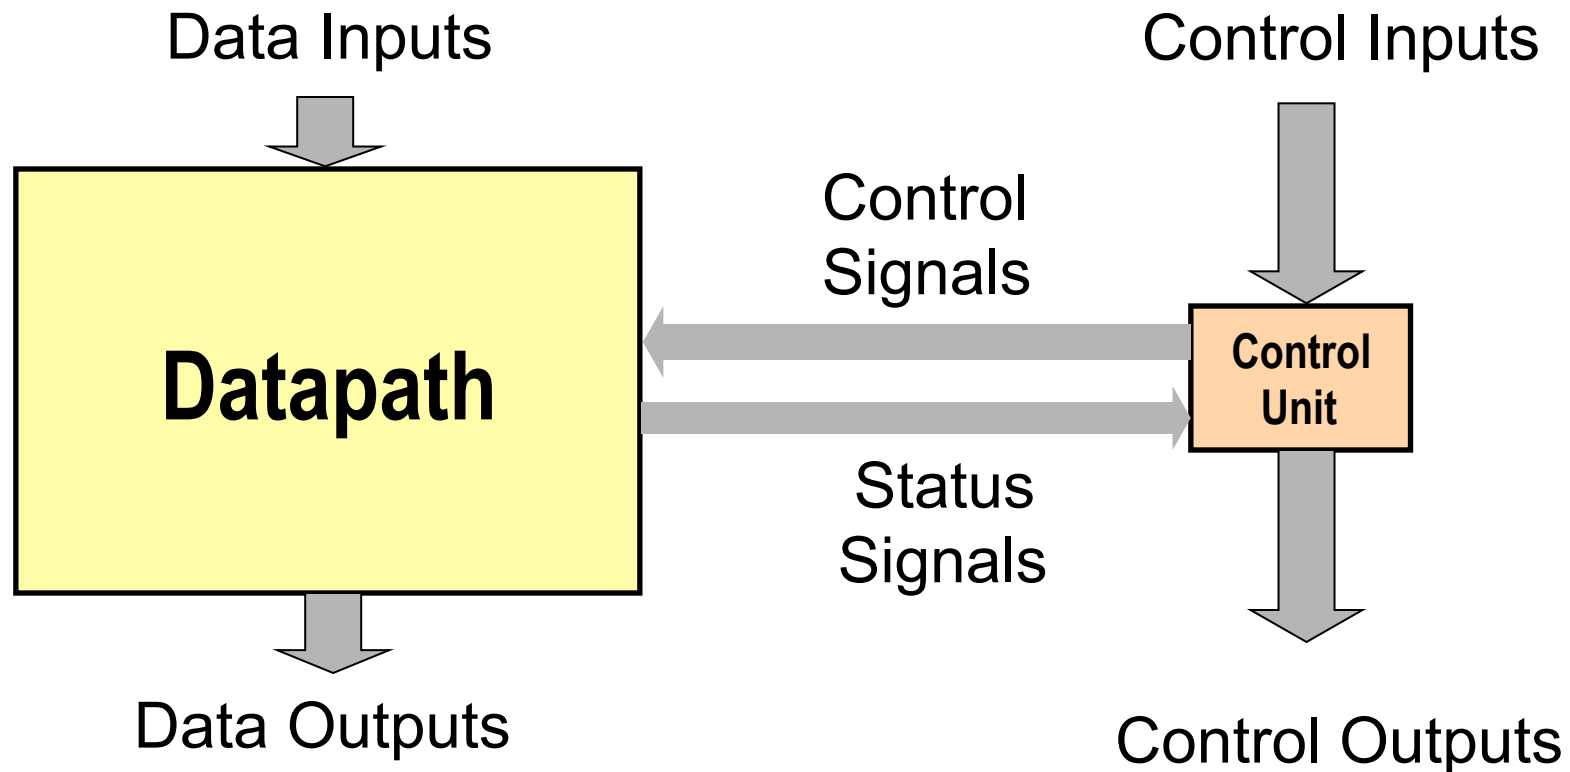 Data Inputs
Control Inputs
Control
Signals
Datapath
Control
Unit
Status
Signals
Data Outputs
Control Outputs